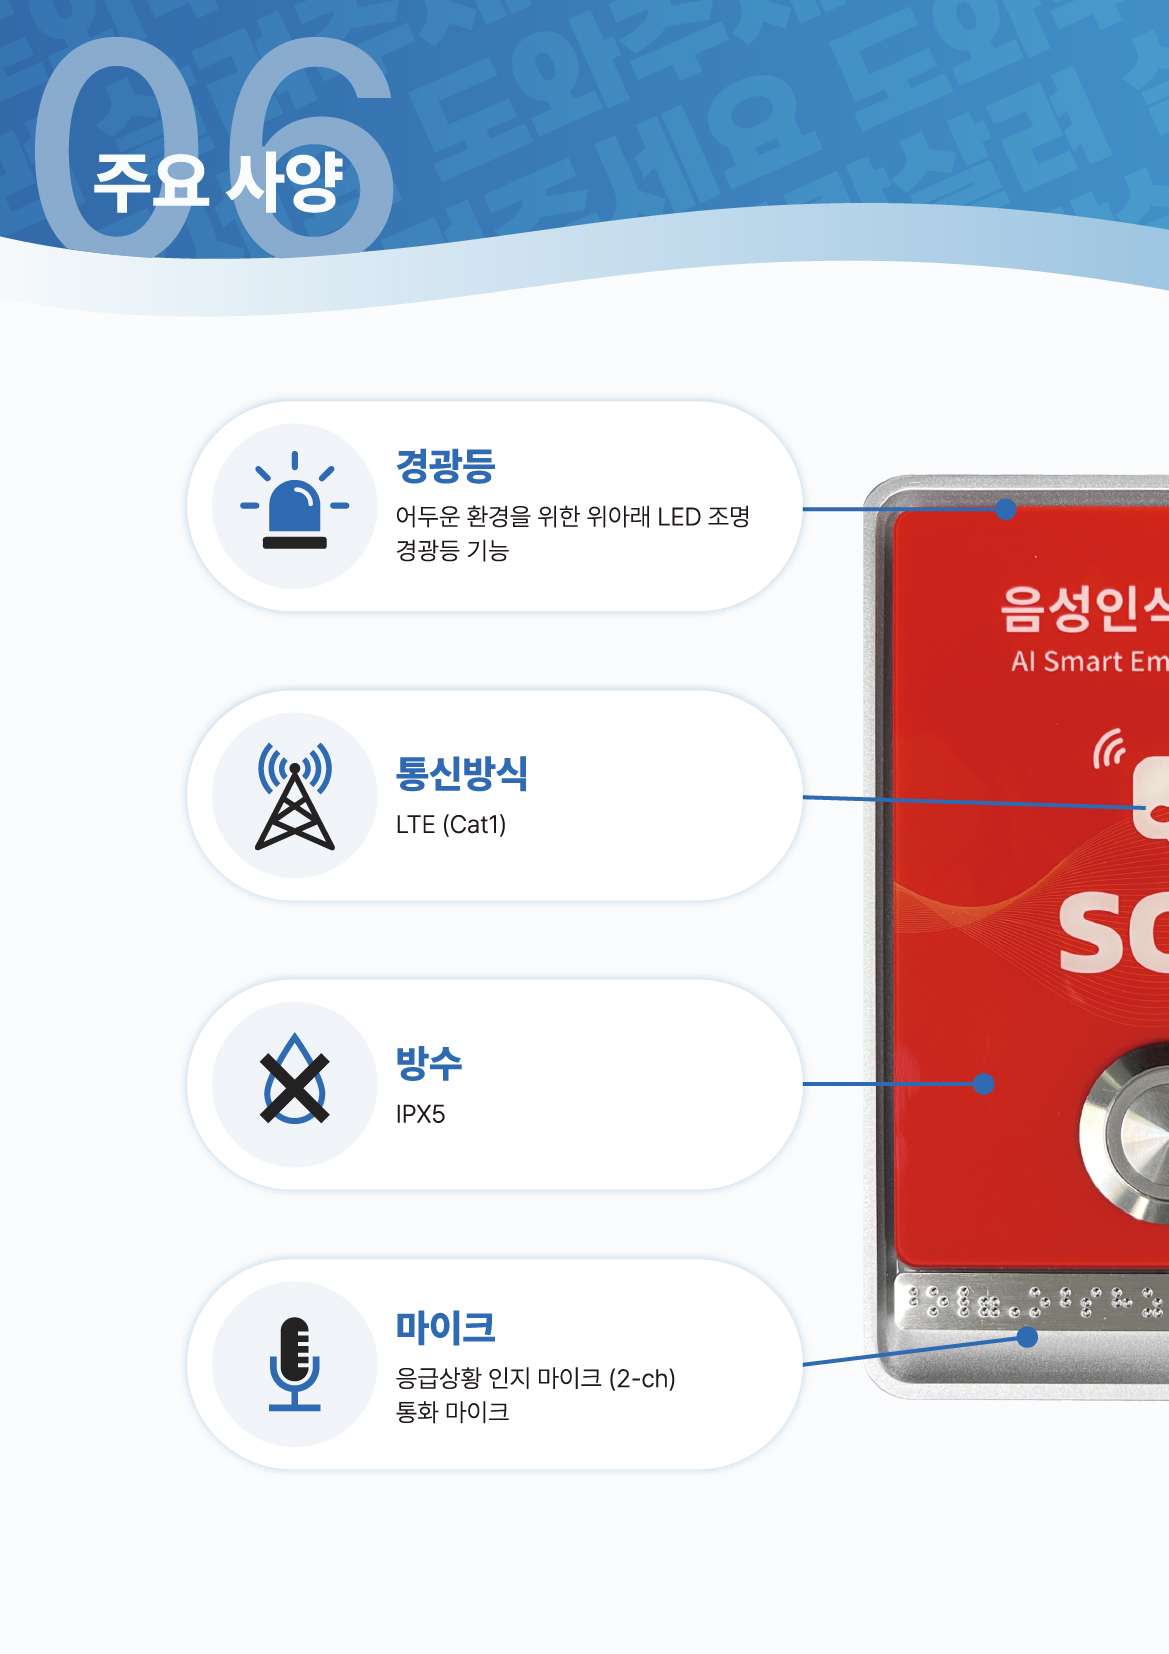 06
주요 사양
경광등
어두운 환경을 위한 위아래 LED 조명
경광등 기능
통신방식
LTE (Cat1)
방수
IPX5
마이크
응급상황 인지 마이크 (2-ch)
통화 마이크
음성인식
AI Smart Em
SO